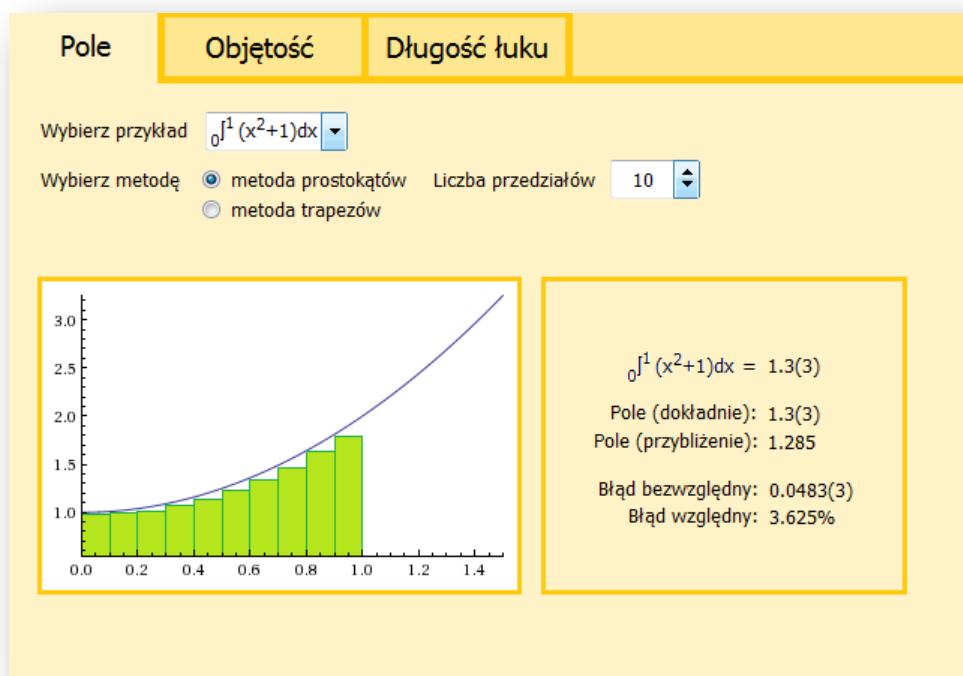 Pole Objętość Długość łuku
Wybierz przykład ₀∫¹ (x²+1)dx
Wybierz metodę metoda prostokątów Liczba przedziałów 10
metoda trapezów
3.0
2.5
2.0
1.5
1.0
0.0 0.2 0.4 0.6 0.8 1.0 1.2 1.4
₀∫¹ (x²+1)dx = 1.3(3)
Pole (dokładnie): 1.3(3)
Pole (przybliżenie): 1.285
Błąd bezwzględny: 0.0483(3)
Błąd względny: 3.625%